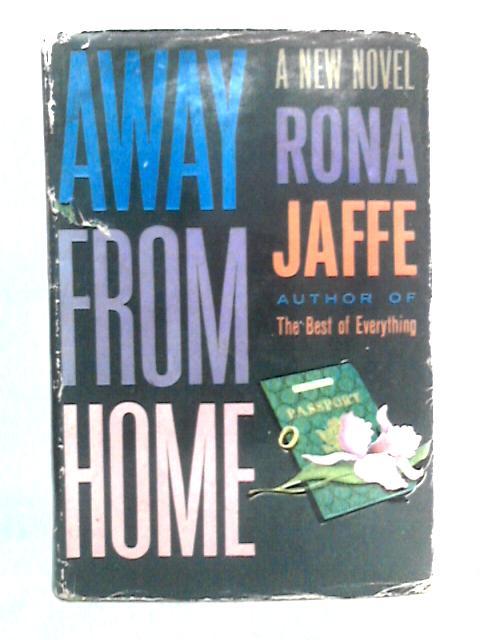 AWAY
FROM
HOME
A NEW NOVEL
RONA
JAFFE
AUTHOR OF
The Best of Everything
PASSPORT